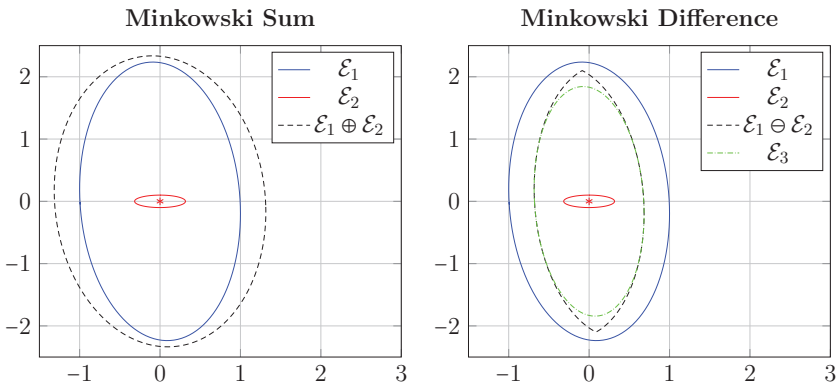 Minkowski Sum
2
1
0
−1
−2
−1
0
1
2
3
ℰ₁
ℰ₂
ℰ₁ ⊕ ℰ₂
Minkowski Difference
2
1
0
−1
−2
−1
0
1
2
3
ℰ₁
ℰ₂
ℰ₁ ⊖ ℰ₂
ℰ₃